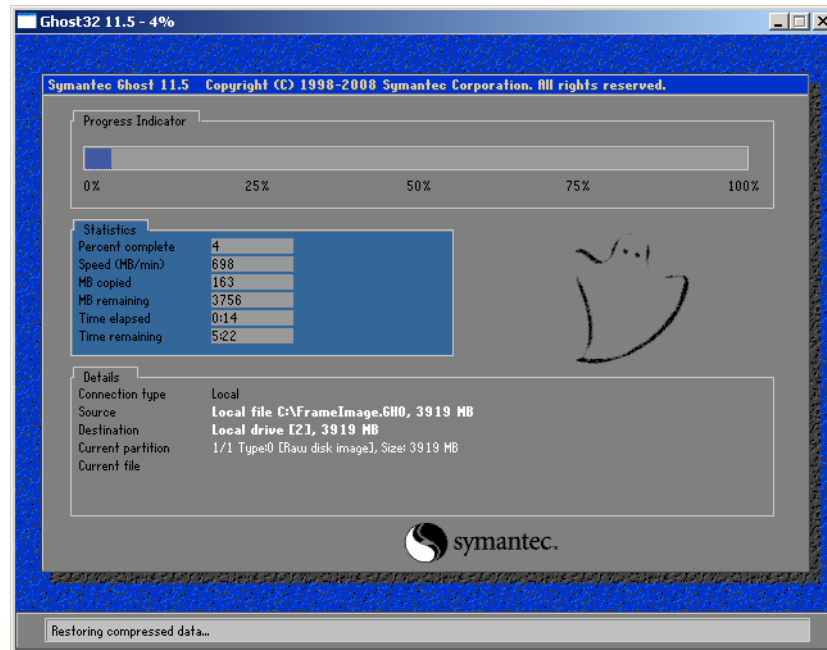 Ghost32 11.5 - 4%
Symantec Ghost 11.5 Copyright (C) 1998-2008 Symantec Corporation. All rights reserved.
Progress Indicator
0% 25% 50% 75% 100%
Statistics
Percent complete 4
Speed (MB/min) 698
MB copied 163
MB remaining 3756
Time elapsed 0:14
Time remaining 5:22
Details
Connection type Local
Source Local file C:\FrameImage.GHO, 3919 MB
Destination Local drive [2], 3919 MB
Current partition 1/1 Type:0 [Raw disk image], Size: 3919 MB
Current file
symantec.
Restoring compressed data...